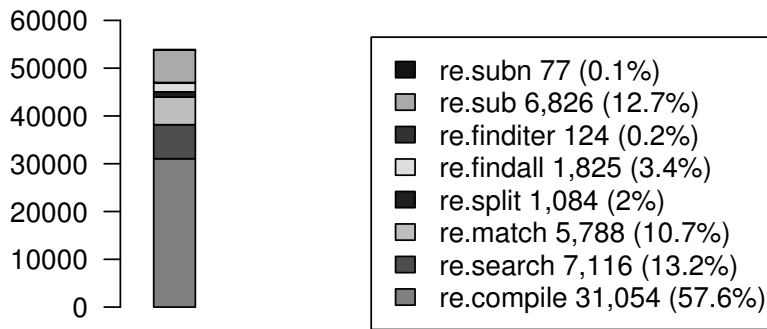 60000
50000
40000
30000
20000
10000
0
re.subn 77 (0.1%)
re.sub 6,826 (12.7%)
re.finditer 124 (0.2%)
re.findall 1,825 (3.4%)
re.split 1,084 (2%)
re.match 5,788 (10.7%)
re.search 7,116 (13.2%)
re.compile 31,054 (57.6%)